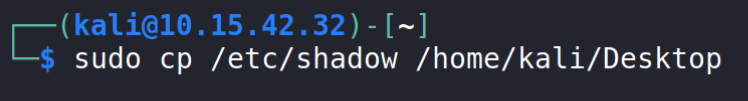 ┌──(kali@10.15.42.32)-[~]
└─$ sudo cp /etc/shadow /home/kali/Desktop